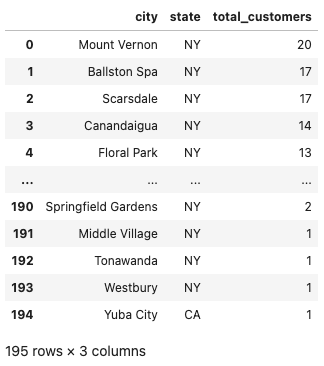 city state total_customers
0 Mount Vernon NY 20
1 Ballston Spa NY 17
2 Scarsdale NY 17
3 Canandaigua NY 14
4 Floral Park NY 13
... ... ... ...
190 Springfield Gardens NY 2
191 Middle Village NY 1
192 Tonawanda NY 1
193 Westbury NY 1
194 Yuba City CA 1
195 rows × 3 columns